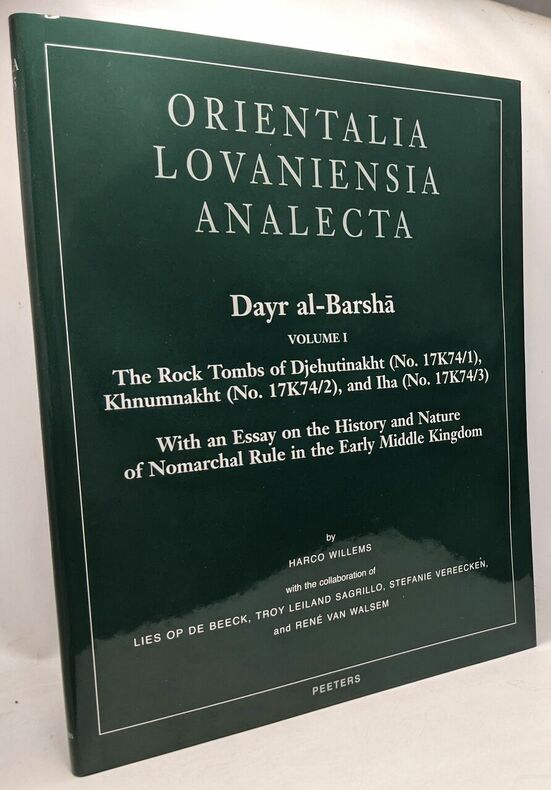 ORIENTALIA
LOVANIENSIA
ANALECTA
Dayr al-Barshā
VOLUME I
The Rock Tombs of Djehutinakht (No. 17K74/1),
Khnumnakht (No. 17K74/2), and Iha (No. 17K74/3)
With an Essay on the History and Nature
of Nomarchal Rule in the Early Middle Kingdom
by
HARCO WILLEMS
with the collaboration of
LIES OP DE BEECK, TROY LEILAND SAGRILLO, STEFANIE VEREECKEN,
and RENÉ VAN WALSEM
PEETERS